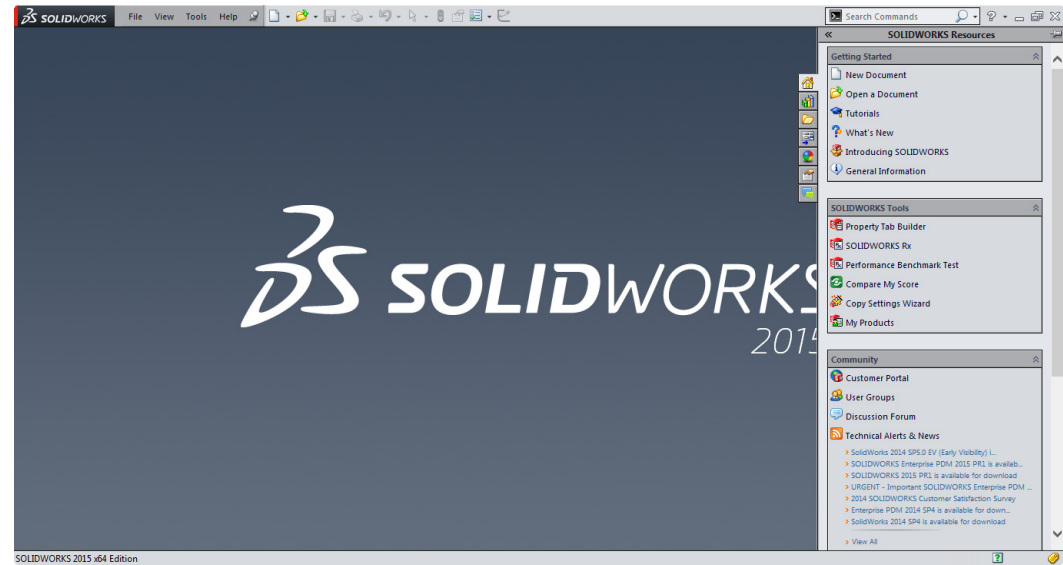 SOLIDWORKS File View Tools Help Search Commands
SOLIDWORKS Resources
Getting Started
New Document
Open a Document
Tutorials
What's New
Introducing SOLIDWORKS
General Information
SOLIDWORKS Tools
Property Tab Builder
SOLIDWORKS Rx
Performance Benchmark Test
Compare My Score
Copy Settings Wizard
My Products
SOLIDWORKS
2015
Community
Customer Portal
User Groups
Discussion Forum
Technical Alerts & News
SolidWorks 2014 SP5.0 EV (Early Visibility) i...
SOLIDWORKS Enterprise PDM 2015 PR1 is availab...
SOLIDWORKS 2015 PR1 is available for download
URGENT - Important SOLIDWORKS Enterprise PDM ...
2014 SOLIDWORKS Customer Satisfaction Survey
Enterprise PDM 2014 SP4 is available for down...
SolidWorks 2014 SP4 is available for download
View All
SOLIDWORKS 2015 x64 Edition